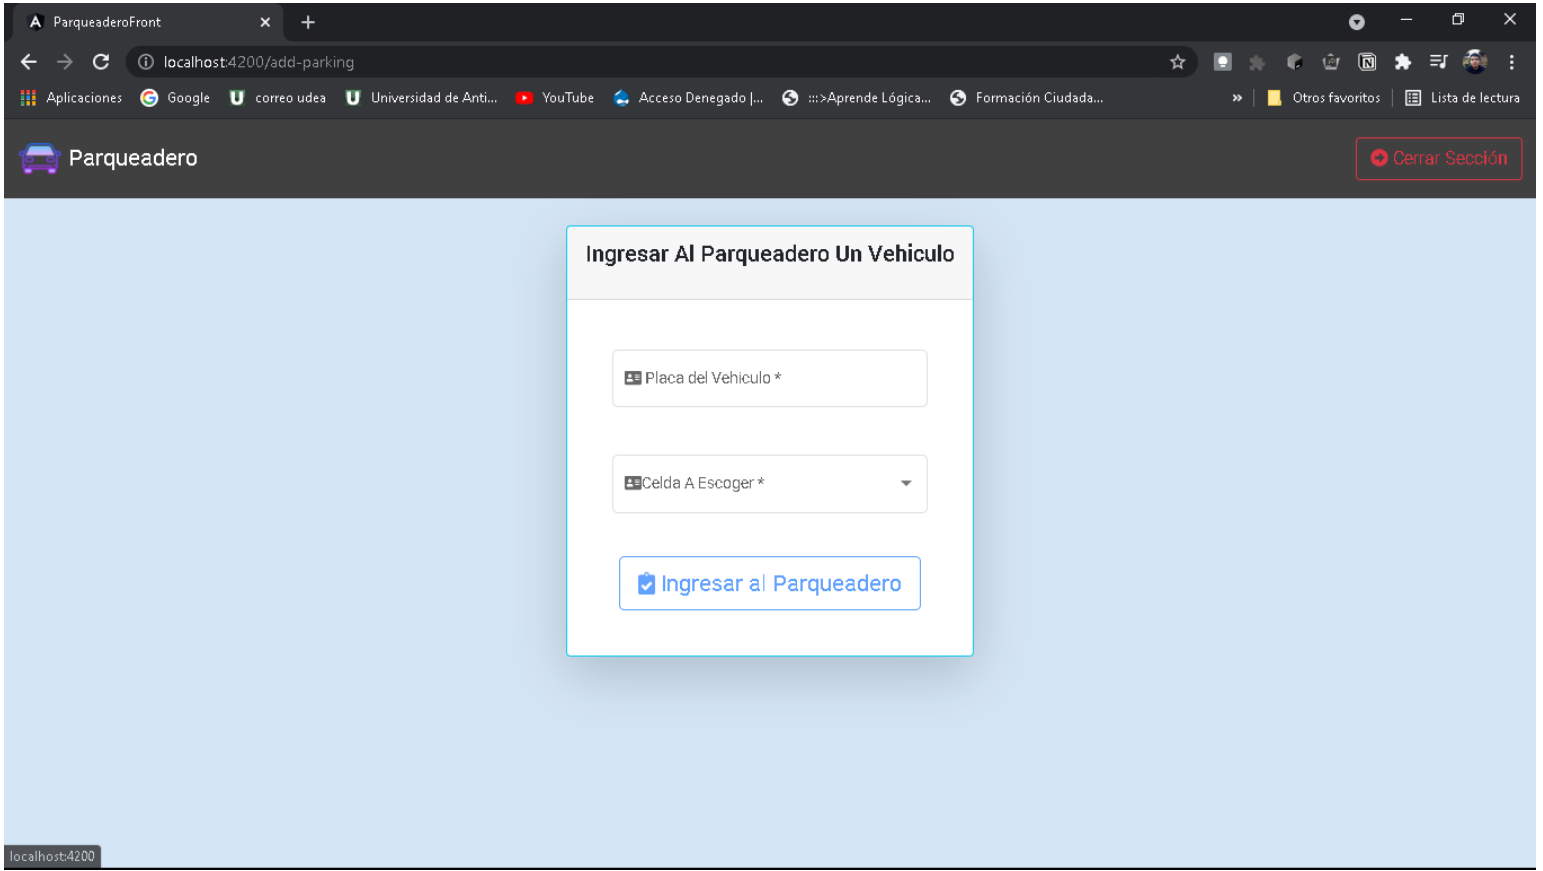 ParqueaderoFront
localhost:4200/add-parking
Aplicaciones Google correo udea Universidad de Anti... YouTube Acceso Denegado |... :::>Aprende Lógica... Formación Ciudada... » Otros favoritos Lista de lectura
Parqueadero Cerrar Sección
Ingresar Al Parqueadero Un Vehiculo
Placa del Vehiculo *
Celda A Escoger *
Ingresar al Parqueadero
localhost:4200